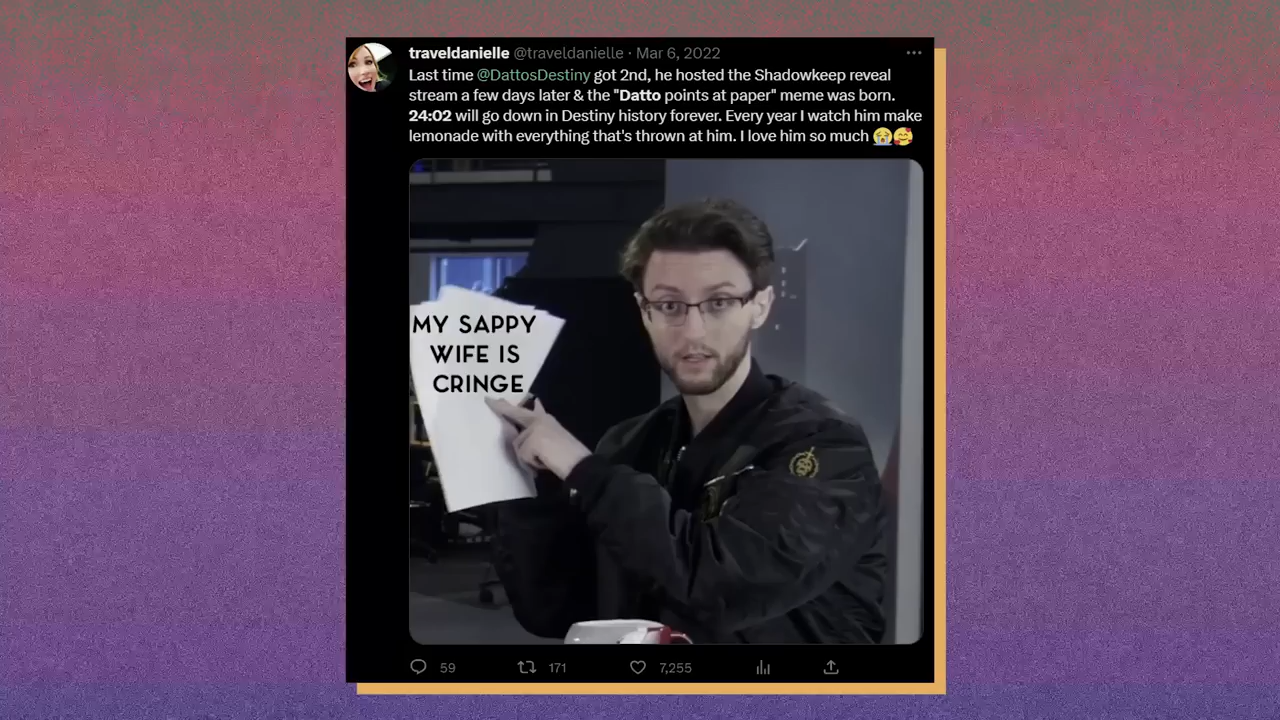 traveldanielle @traveldanielle · Mar 6, 2022
Last time @DattosDestiny got 2nd, he hosted the Shadowkeep reveal
stream a few days later & the "Datto points at paper" meme was born.
24:02 will go down in Destiny history forever. Every year I watch him make
lemonade with everything that's thrown at him. I love him so much 😭🥰
MY SAPPY
WIFE IS
CRINGE
59 171 7,255